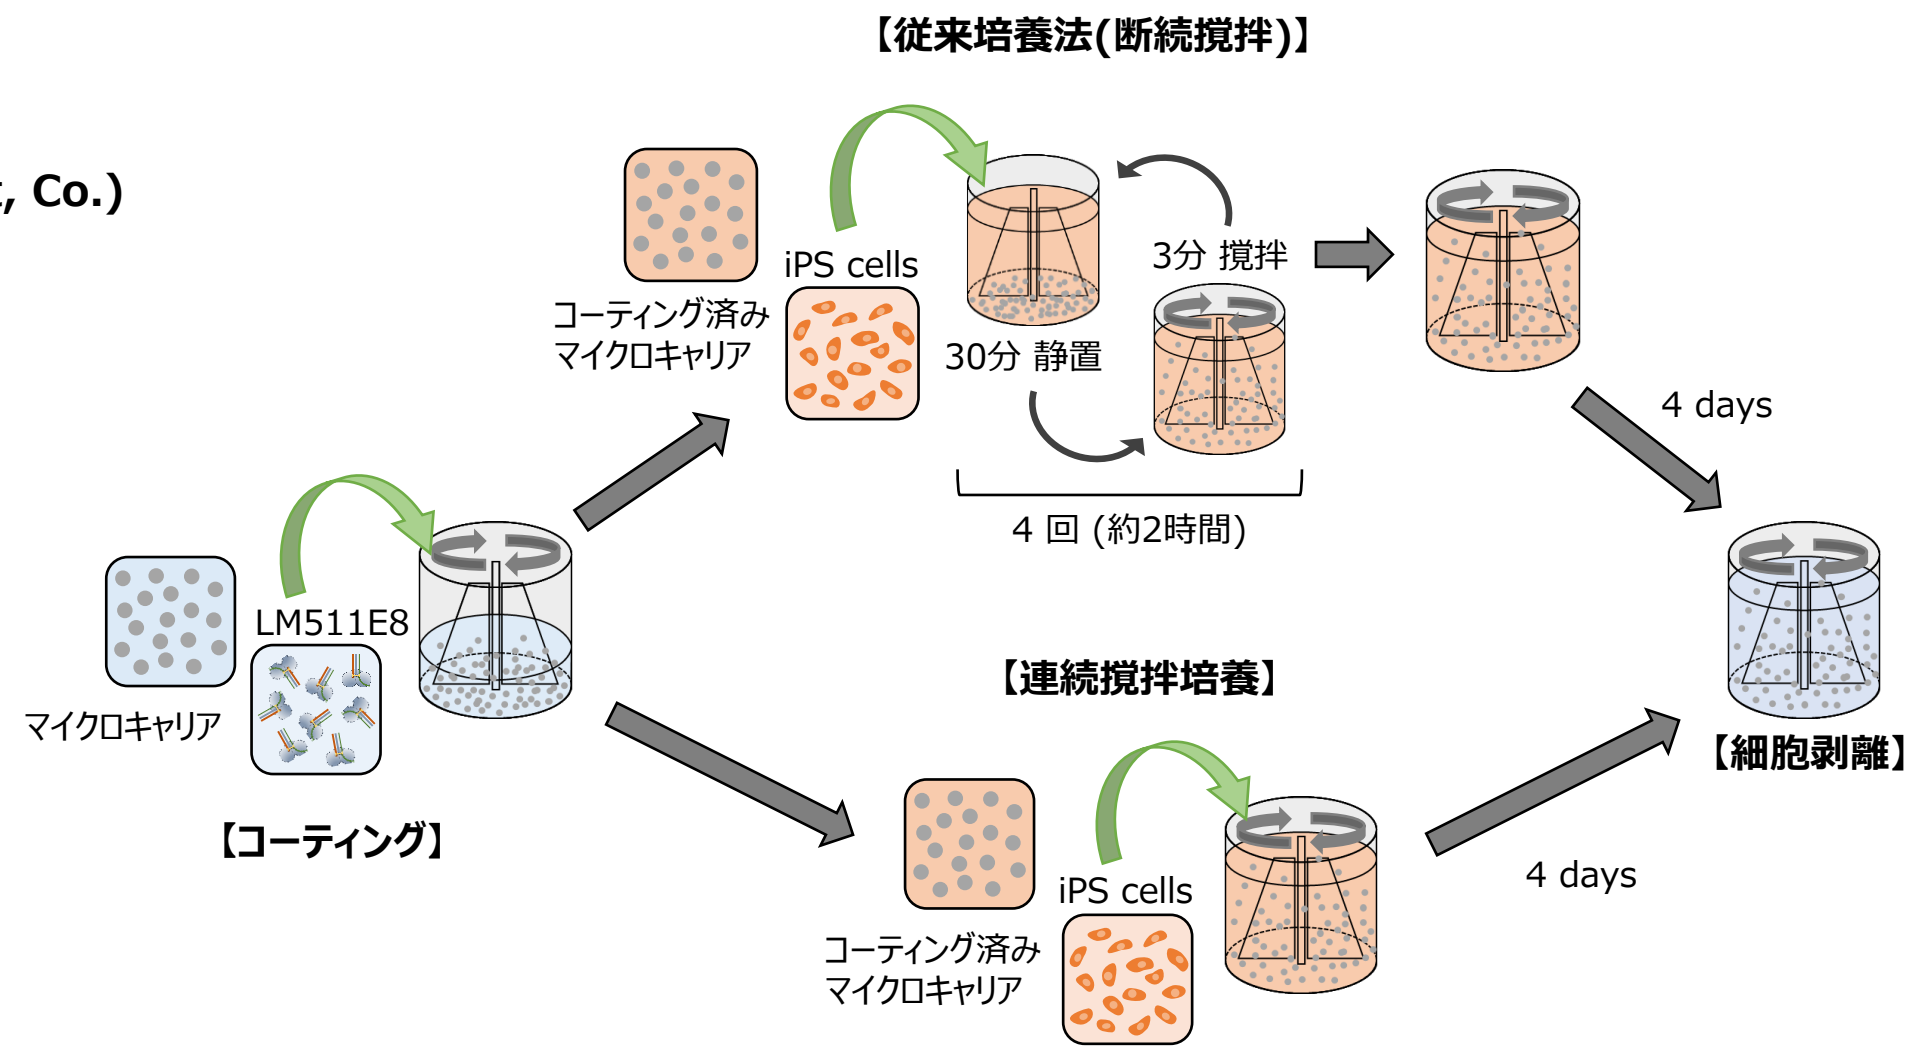 【従来培養法(断続撹拌)】
, Co.)
iPS cells
コーティング済み
マイクロキャリア
30分 静置
3分 撹拌
4 回 (約2時間)
4 days
LM511E8
マイクロキャリア
【コーティング】
【連続撹拌培養】
iPS cells
コーティング済み
マイクロキャリア
4 days
【細胞剥離】